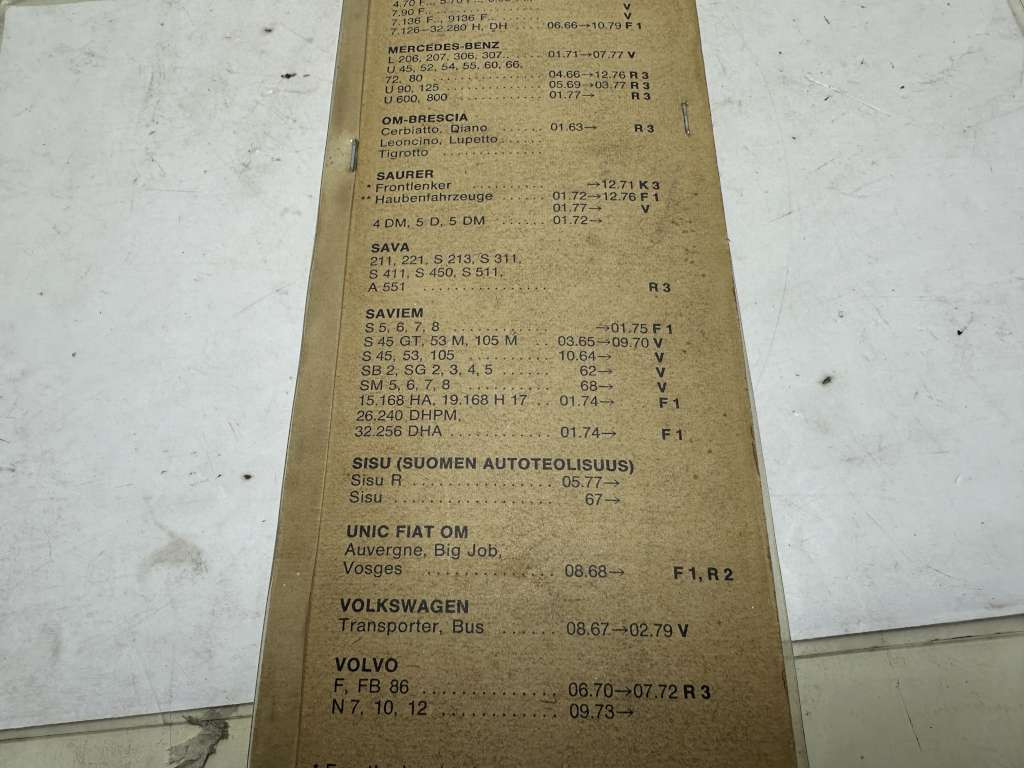 7.90 F.. V
7.136 F.., 9136 F.. V
7.126—32.280 H, DH .... 06.66→10.79 F 1
MERCEDES-BENZ
L 206, 207, 306, 307...... 01.71→07.77 V
U 45, 52, 54, 55, 60, 66,
72, 80 ............... 04.66→12.76 R 3
U 90, 125 ............. 05.69→03.77 R 3
U 600, 800 ............ 01.77→ R 3
OM-BRESCIA
Cerbiatto, Qiano ...... 01.63→ R 3
Leoncino, Lupetto......
Tigrotto ..............
SAURER
* Frontlenker ............ →12.71 K 3
** Haubenfahrzeuge ...... 01.72→12.76 F 1
01.77→ V
4 DM, 5 D, 5 DM ....... 01.72→
SAVA
211, 221, S 213, S 311,
S 411, S 450, S 511,
A 551 ................ R 3
SAVIEM
S 5, 6, 7, 8 ............ →01.75 F 1
S 45 GT, 53 M, 105 M .. 03.65→09.70 V
S 45, 53, 105 .......... 10.64→ V
SB 2, SG 2, 3, 4, 5 ...... 62→ V
SM 5, 6, 7, 8 .......... 68→ V
15.168 HA, 19.168 H 17 .. 01.74→ F 1
26.240 DHPM,
32.256 DHA ............ 01.74→ F 1
SISU (SUOMEN AUTOTEOLISUUS)
Sisu R ................ 05.77→
Sisu .................. 67→
UNIC FIAT OM
Auvergne, Big Job,
Vosges ............... 08.68→ F 1, R 2
VOLKSWAGEN
Transporter, Bus ...... 08.67→02.79 V
VOLVO
F, FB 86 .............. 06.70→07.72 R 3
N 7, 10, 12 ............ 09.73→